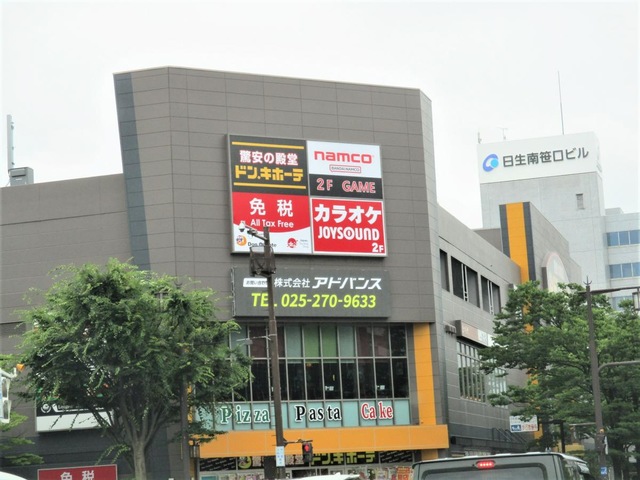 驚安の殿堂
ドン.キホーテ
namco
BANDAI NAMCO
2F GAME
免税
All Tax Free
カラオケ
JOYSOUND
2F
株式会社 アドバンス
TEL 025-270-9633
日生南笹口ビル
Pizza Pasta Cake
免税